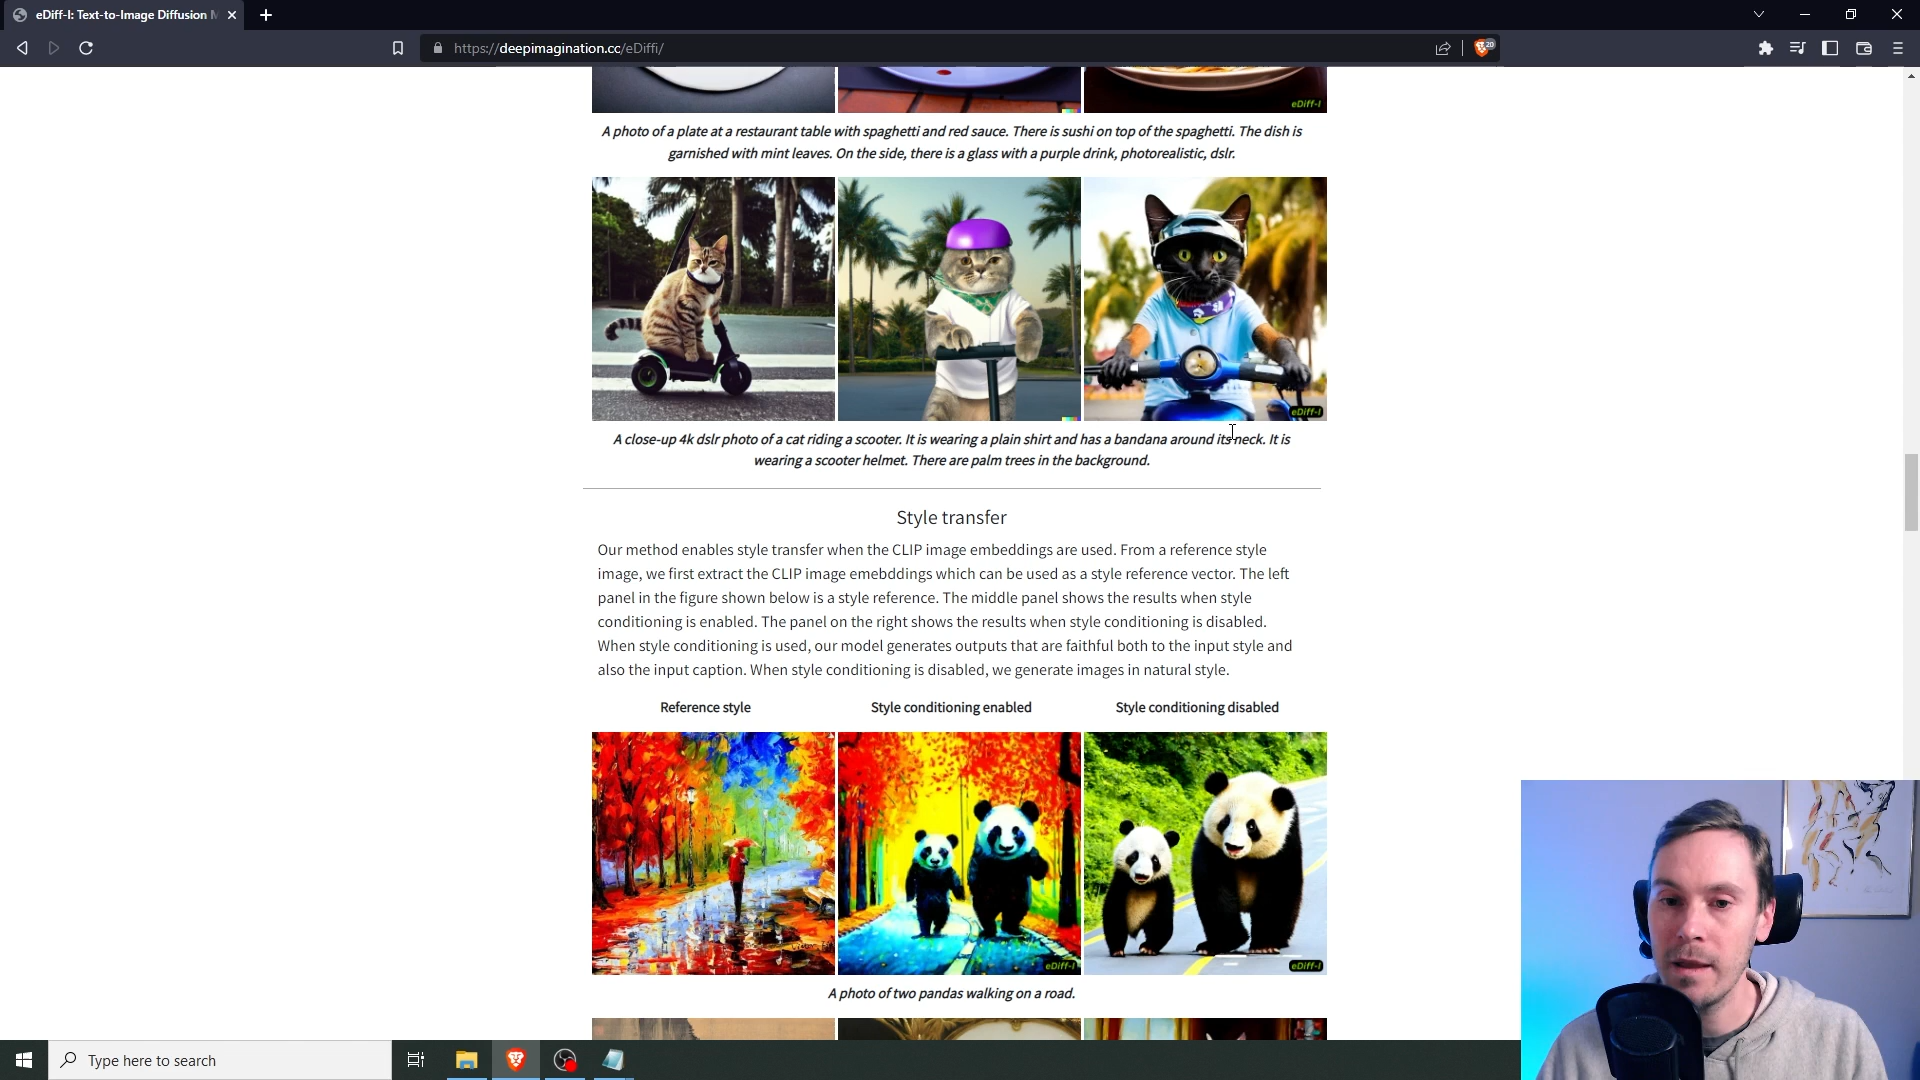 eDiff-I: Text-to-Image Diffusion M
https://deepimagination.cc/eDiffi/
20
eDiff-I
A photo of a plate at a restaurant table with spaghetti and red sauce. There is sushi on top of the spaghetti. The dish is
garnished with mint leaves. On the side, there is a glass with a purple drink, photorealistic, dslr.
eDiff-I
A close-up 4k dslr photo of a cat riding a scooter. It is wearing a plain shirt and has a bandana around its neck. It is
wearing a scooter helmet. There are palm trees in the background.
Style transfer
Our method enables style transfer when the CLIP image embeddings are used. From a reference style
image, we first extract the CLIP image emebddings which can be used as a style reference vector. The left
panel in the figure shown below is a style reference. The middle panel shows the results when style
conditioning is enabled. The panel on the right shows the results when style conditioning is disabled.
When style conditioning is used, our model generates outputs that are faithful both to the input style and
also the input caption. When style conditioning is disabled, we generate images in natural style.
Reference style
Style conditioning enabled
Style conditioning disabled
eDiff-I
eDiff-I
A photo of two pandas walking on a road.
Type here to search